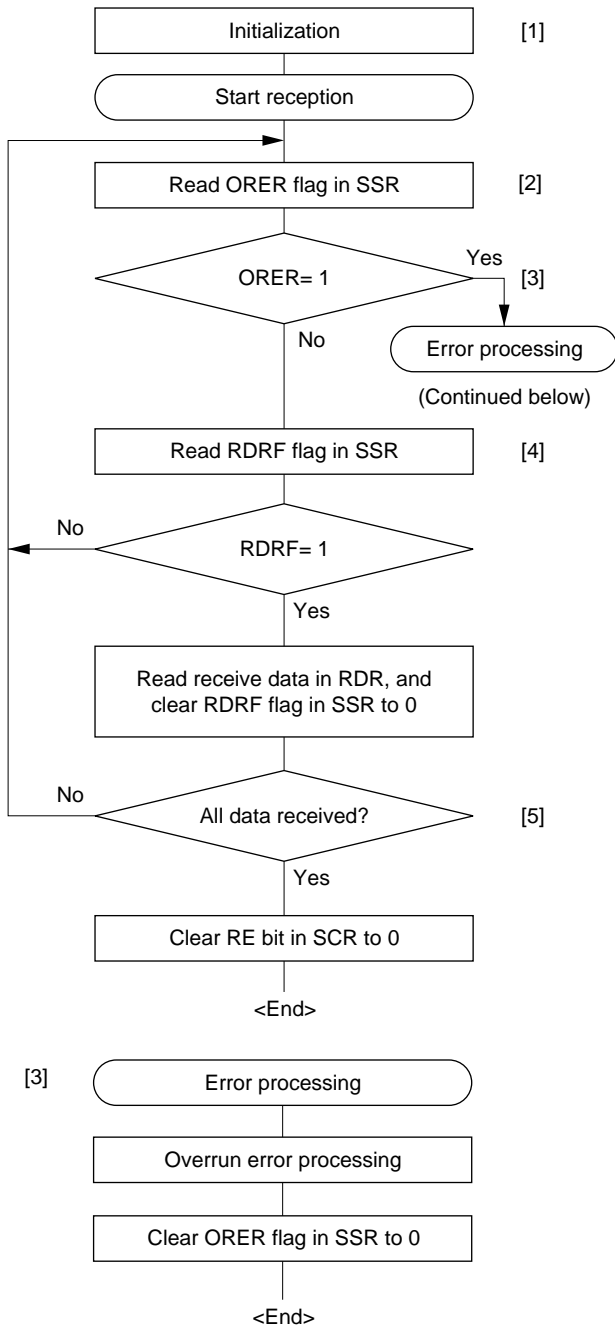 Initialization [1]
Start reception
Read ORER flag in SSR [2]
ORER= 1
Yes
[3]
No
Error processing
(Continued below)
Read RDRF flag in SSR [4]
No
RDRF= 1
Yes
Read receive data in RDR, and
clear RDRF flag in SSR to 0
No
All data received? [5]
Yes
Clear RE bit in SCR to 0
<End>
[3] Error processing
Overrun error processing
Clear ORER flag in SSR to 0
<End>